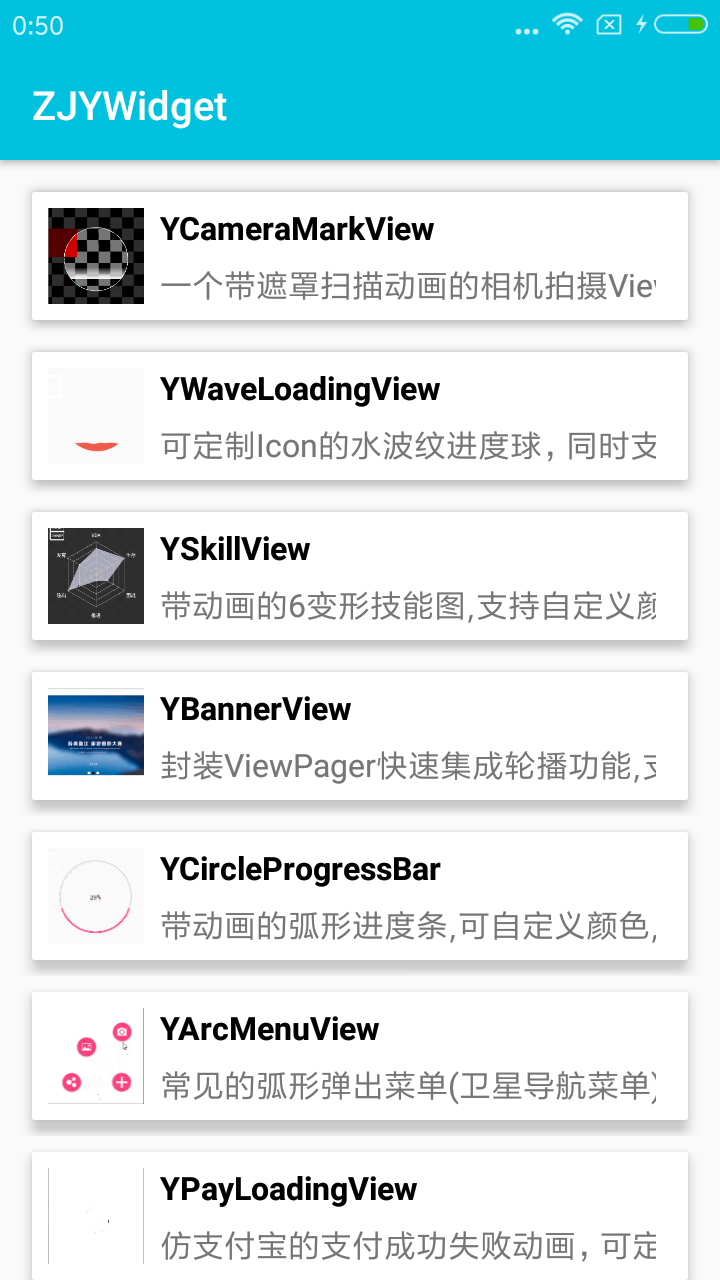 0:50
ZJYWidget
YCameraMarkView
一个带遮罩扫描动画的相机拍摄View
YWaveLoadingView
可定制Icon的水波纹进度球，同时支
YSkillView
带动画的6变形技能图,支持自定义颜
YBannerView
封装ViewPager快速集成轮播功能,支
YCircleProgressBar
带动画的弧形进度条,可自定义颜色,
YArcMenuView
常见的弧形弹出菜单(卫星导航菜单)
YPayLoadingView
仿支付宝的支付成功失败动画，可定